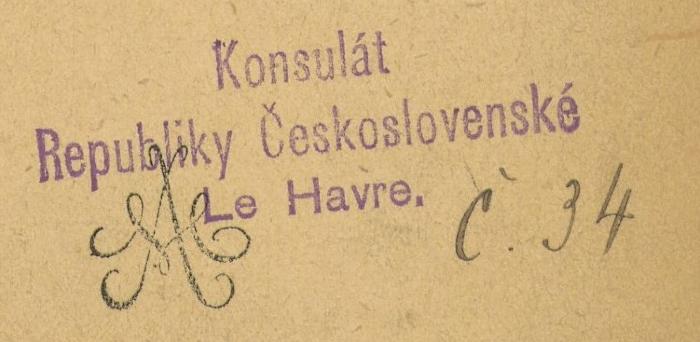 Konsulát
Republiky Československé
Le Havre.
Č. 34